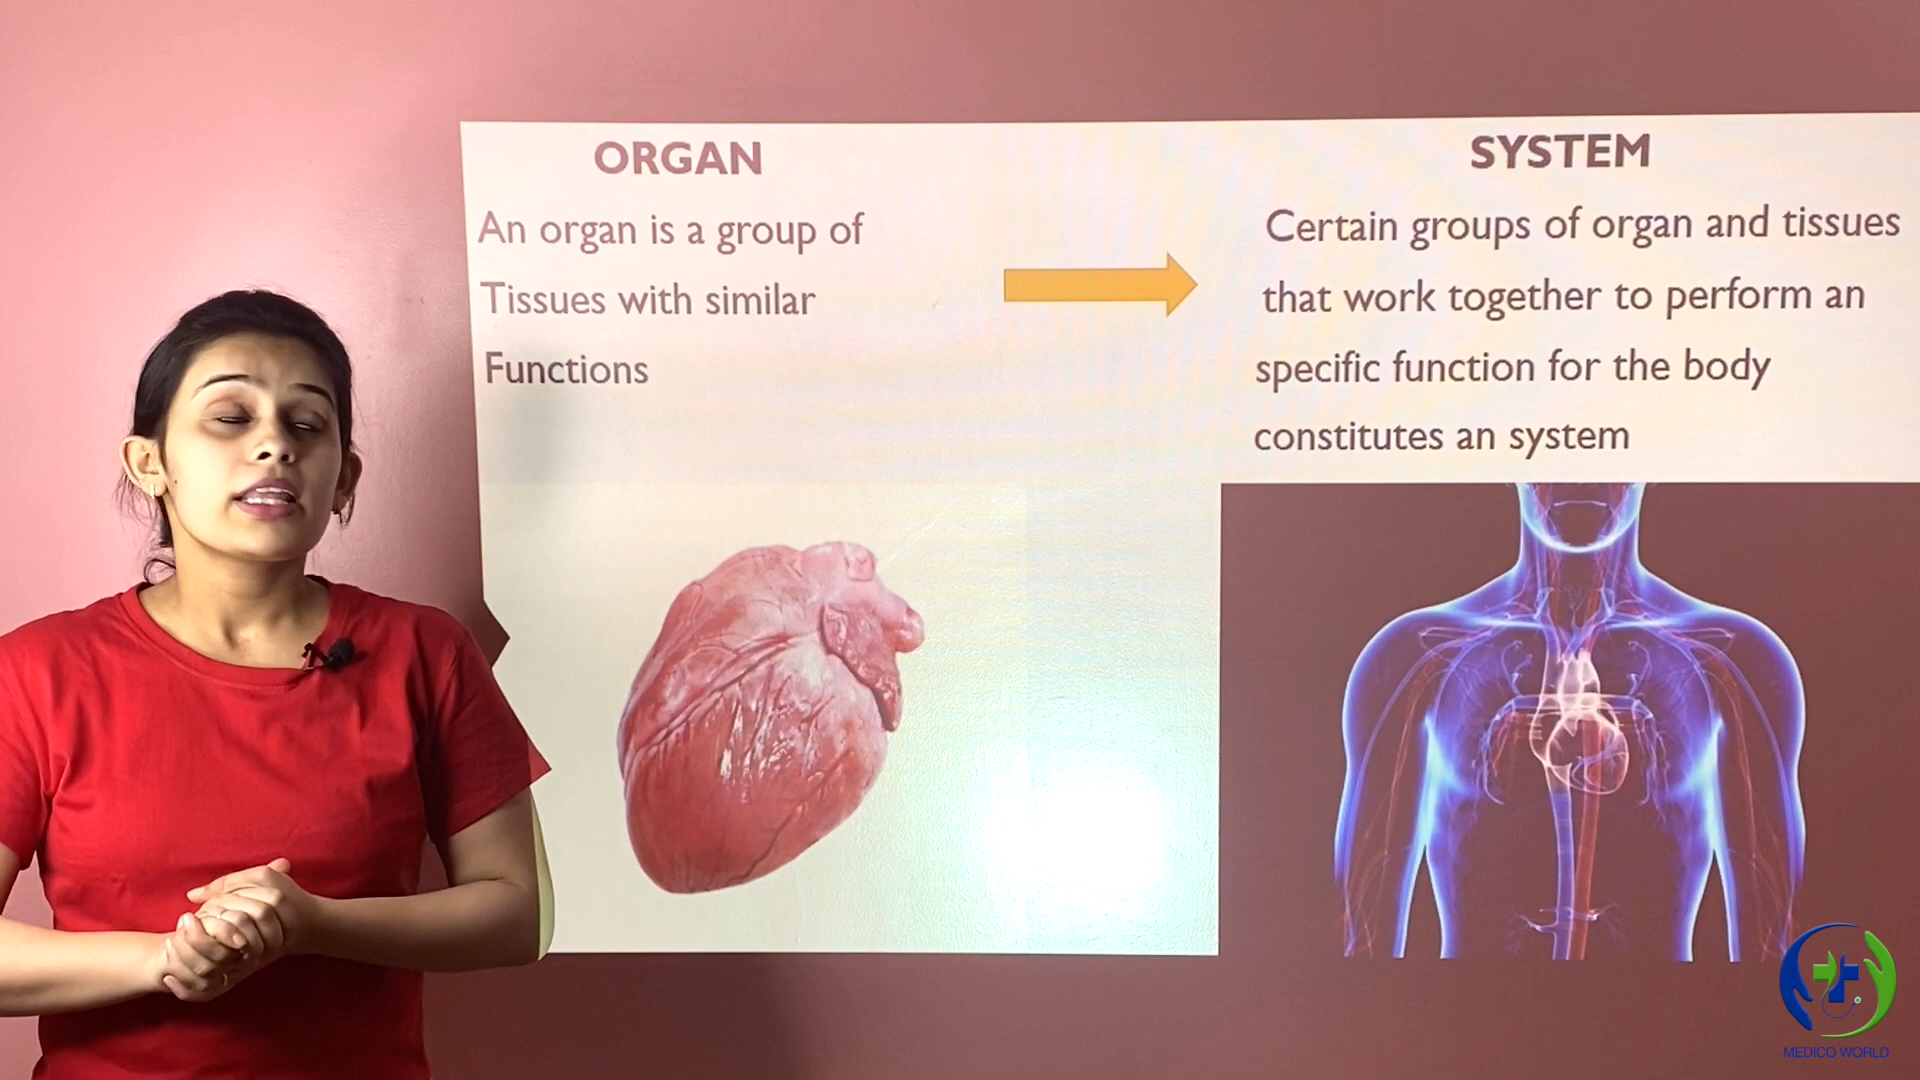 ORGAN
An organ is a group of
Tissues with similar
Functions
SYSTEM
Certain groups of organ and tissues
that work together to perform an
specific function for the body
constitutes an system
MEDICO WORLD